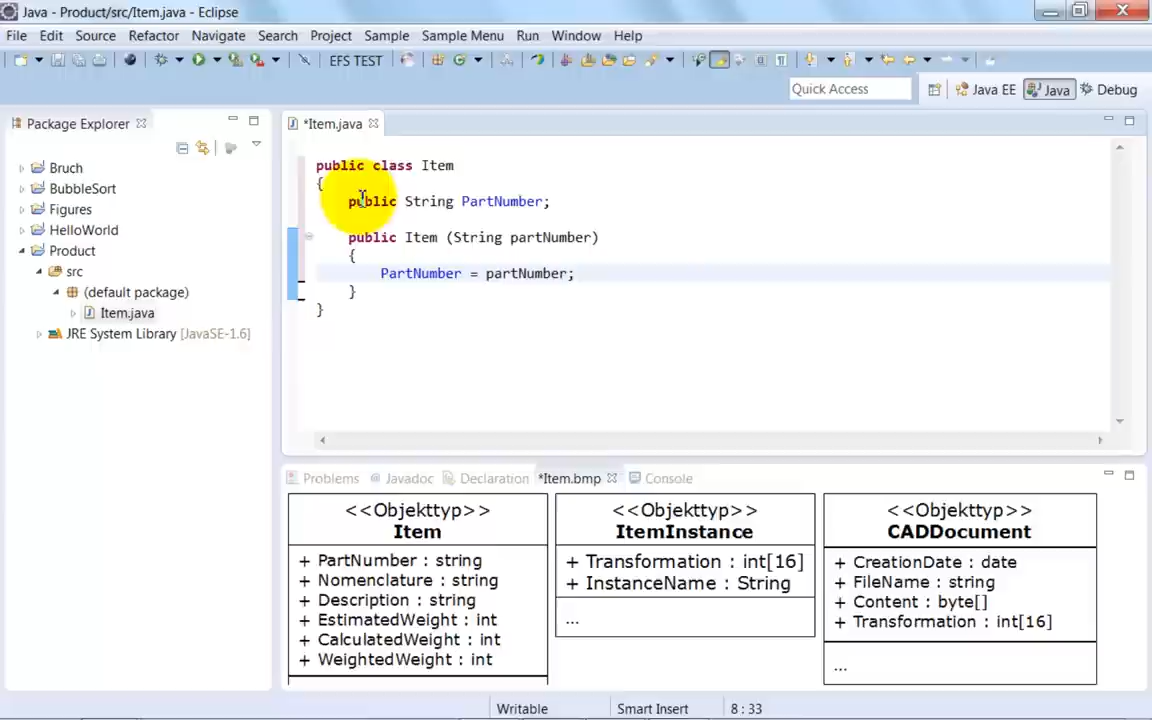 Java - Product/src/Item.java - Eclipse
File Edit Source Refactor Navigate Search Project Sample Sample Menu Run Window Help
EFS TEST
Quick Access Java EE Java Debug
Package Explorer
Bruch
BubbleSort
Figures
HelloWorld
Product
src
(default package)
Item.java
JRE System Library [JavaSE-1.6]
*Item.java
public class Item
{
public String PartNumber;
public Item (String partNumber)
{
PartNumber = partNumber;
}
}
Problems @ Javadoc Declaration *Item.bmp Console
<<Objekttyp>>
Item
+ PartNumber : string
+ Nomenclature : string
+ Description : string
+ EstimatedWeight : int
+ CalculatedWeight : int
+ WeightedWeight : int
<<Objekttyp>>
ItemInstance
+ Transformation : int[16]
+ InstanceName : String
...
<<Objekttyp>>
CADDocument
+ CreationDate : date
+ FileName : string
+ Content : byte[]
+ Transformation : int[16]
...
Writable Smart Insert 8 : 33